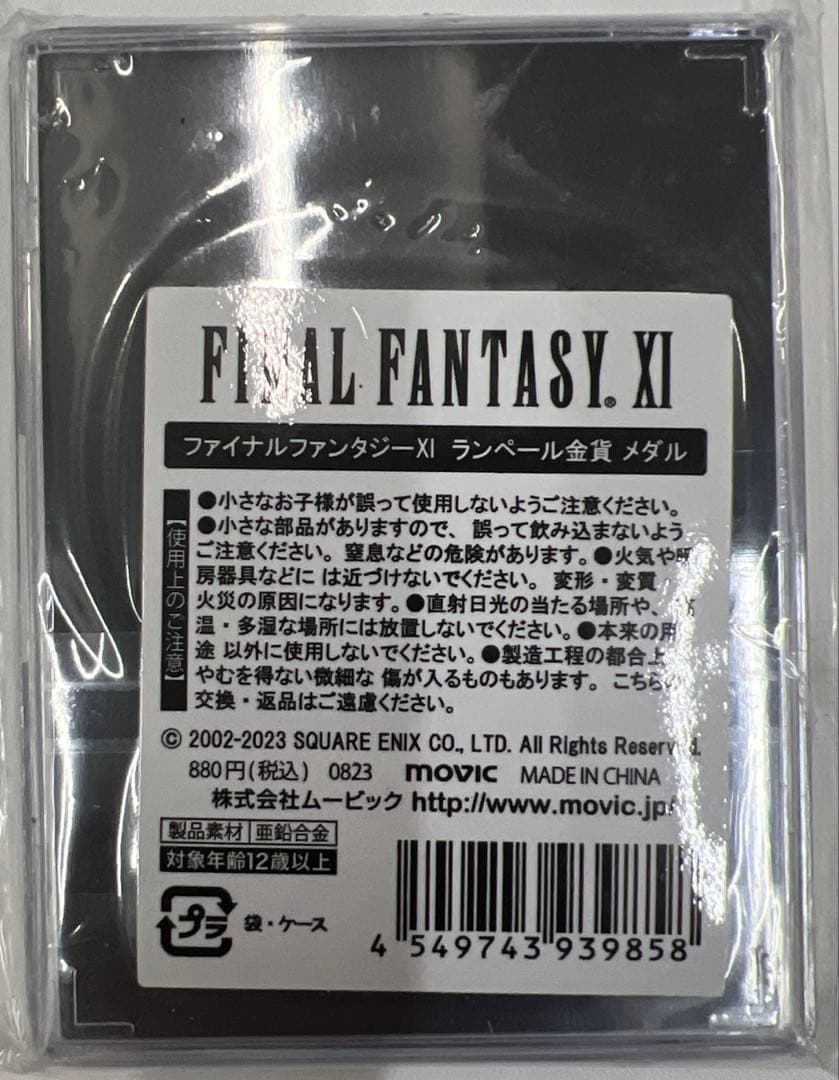 FINAL FANTASY® XI
ファイナルファンタジーXI ランペール金貨 メダル
【使用上のご注意】
●小さなお子様が誤って使用しないようご注意ください。
●小さな部品がありますので、誤って飲み込まないよう
ご注意ください。窒息などの危険があります。●火気や暖
房器具などに は近づけないでください。変形・変質・
火災の原因になります。●直射日光の当たる場所や、高
温・多湿な場所には放置しないでください。●本来の用
途 以外に使用しないでください。●製造工程の都合上
やむを得ない微細な 傷が入るものもあります。こちらの
交換・返品はご遠慮ください。
© 2002-2023 SQUARE ENIX CO., LTD. All Rights Reserved.
880円(税込) 0823 movic MADE IN CHINA
株式会社ムービック http://www.movic.jp/
製品素材 亜鉛合金
対象年齢12歳以上
プラ 袋・ケース
4 549743 939858